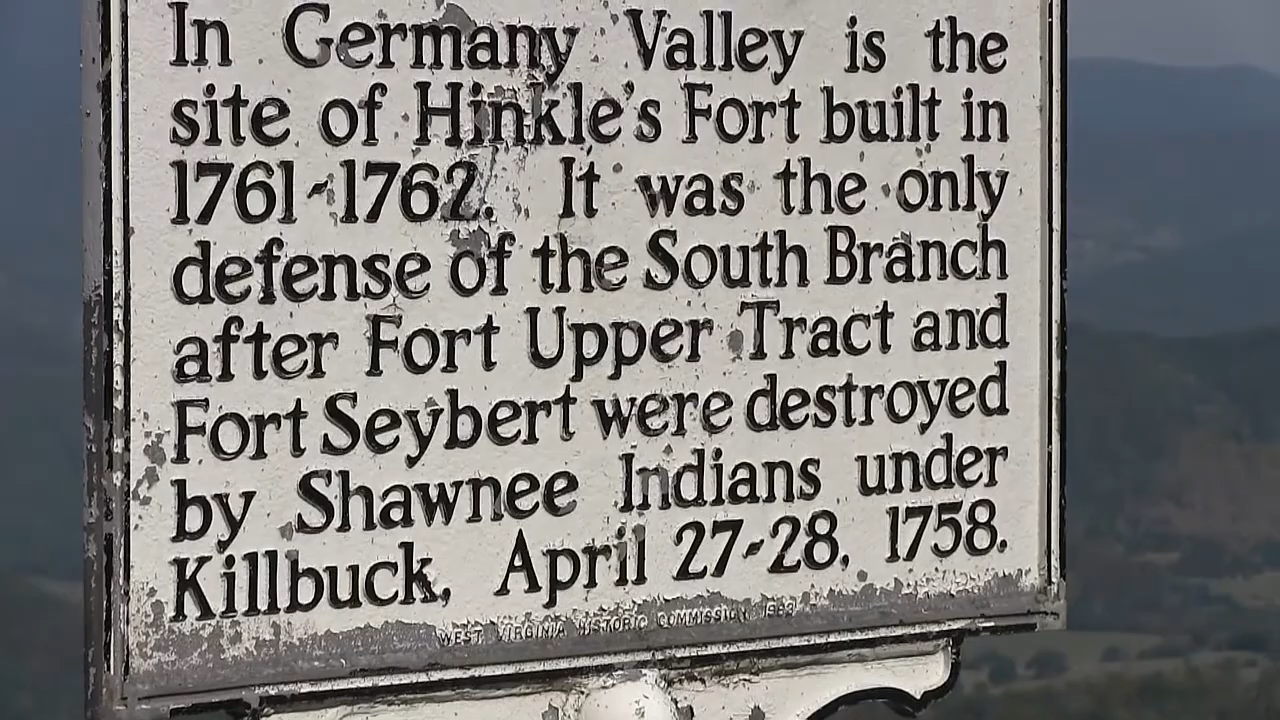 In Germany Valley is the
site of Hinkle's Fort built in
1761-1762. It was the only
defense of the South Branch
after Fort Upper Tract and
Fort Seybert were destroyed
by Shawnee Indians under
Killbuck, April 27-28, 1758.
WEST VIRGINIA HISTORIC COMMISSION 1963